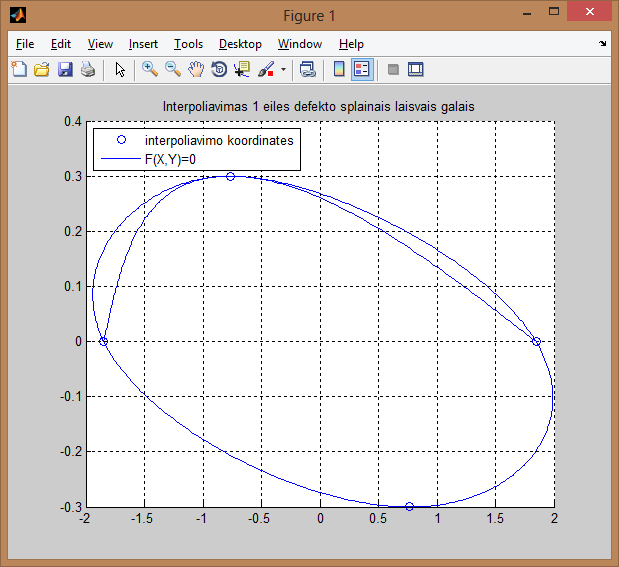 Figure 1
File Edit View Insert Tools Desktop Window Help
Interpoliavimas 1 eiles defekto splainais laisvais galais
interpoliavimo koordinates
F(X,Y)=0
0.4
0.3
0.2
0.1
0
-0.1
-0.2
-0.3
-2 -1.5 -1 -0.5 0 0.5 1 1.5 2